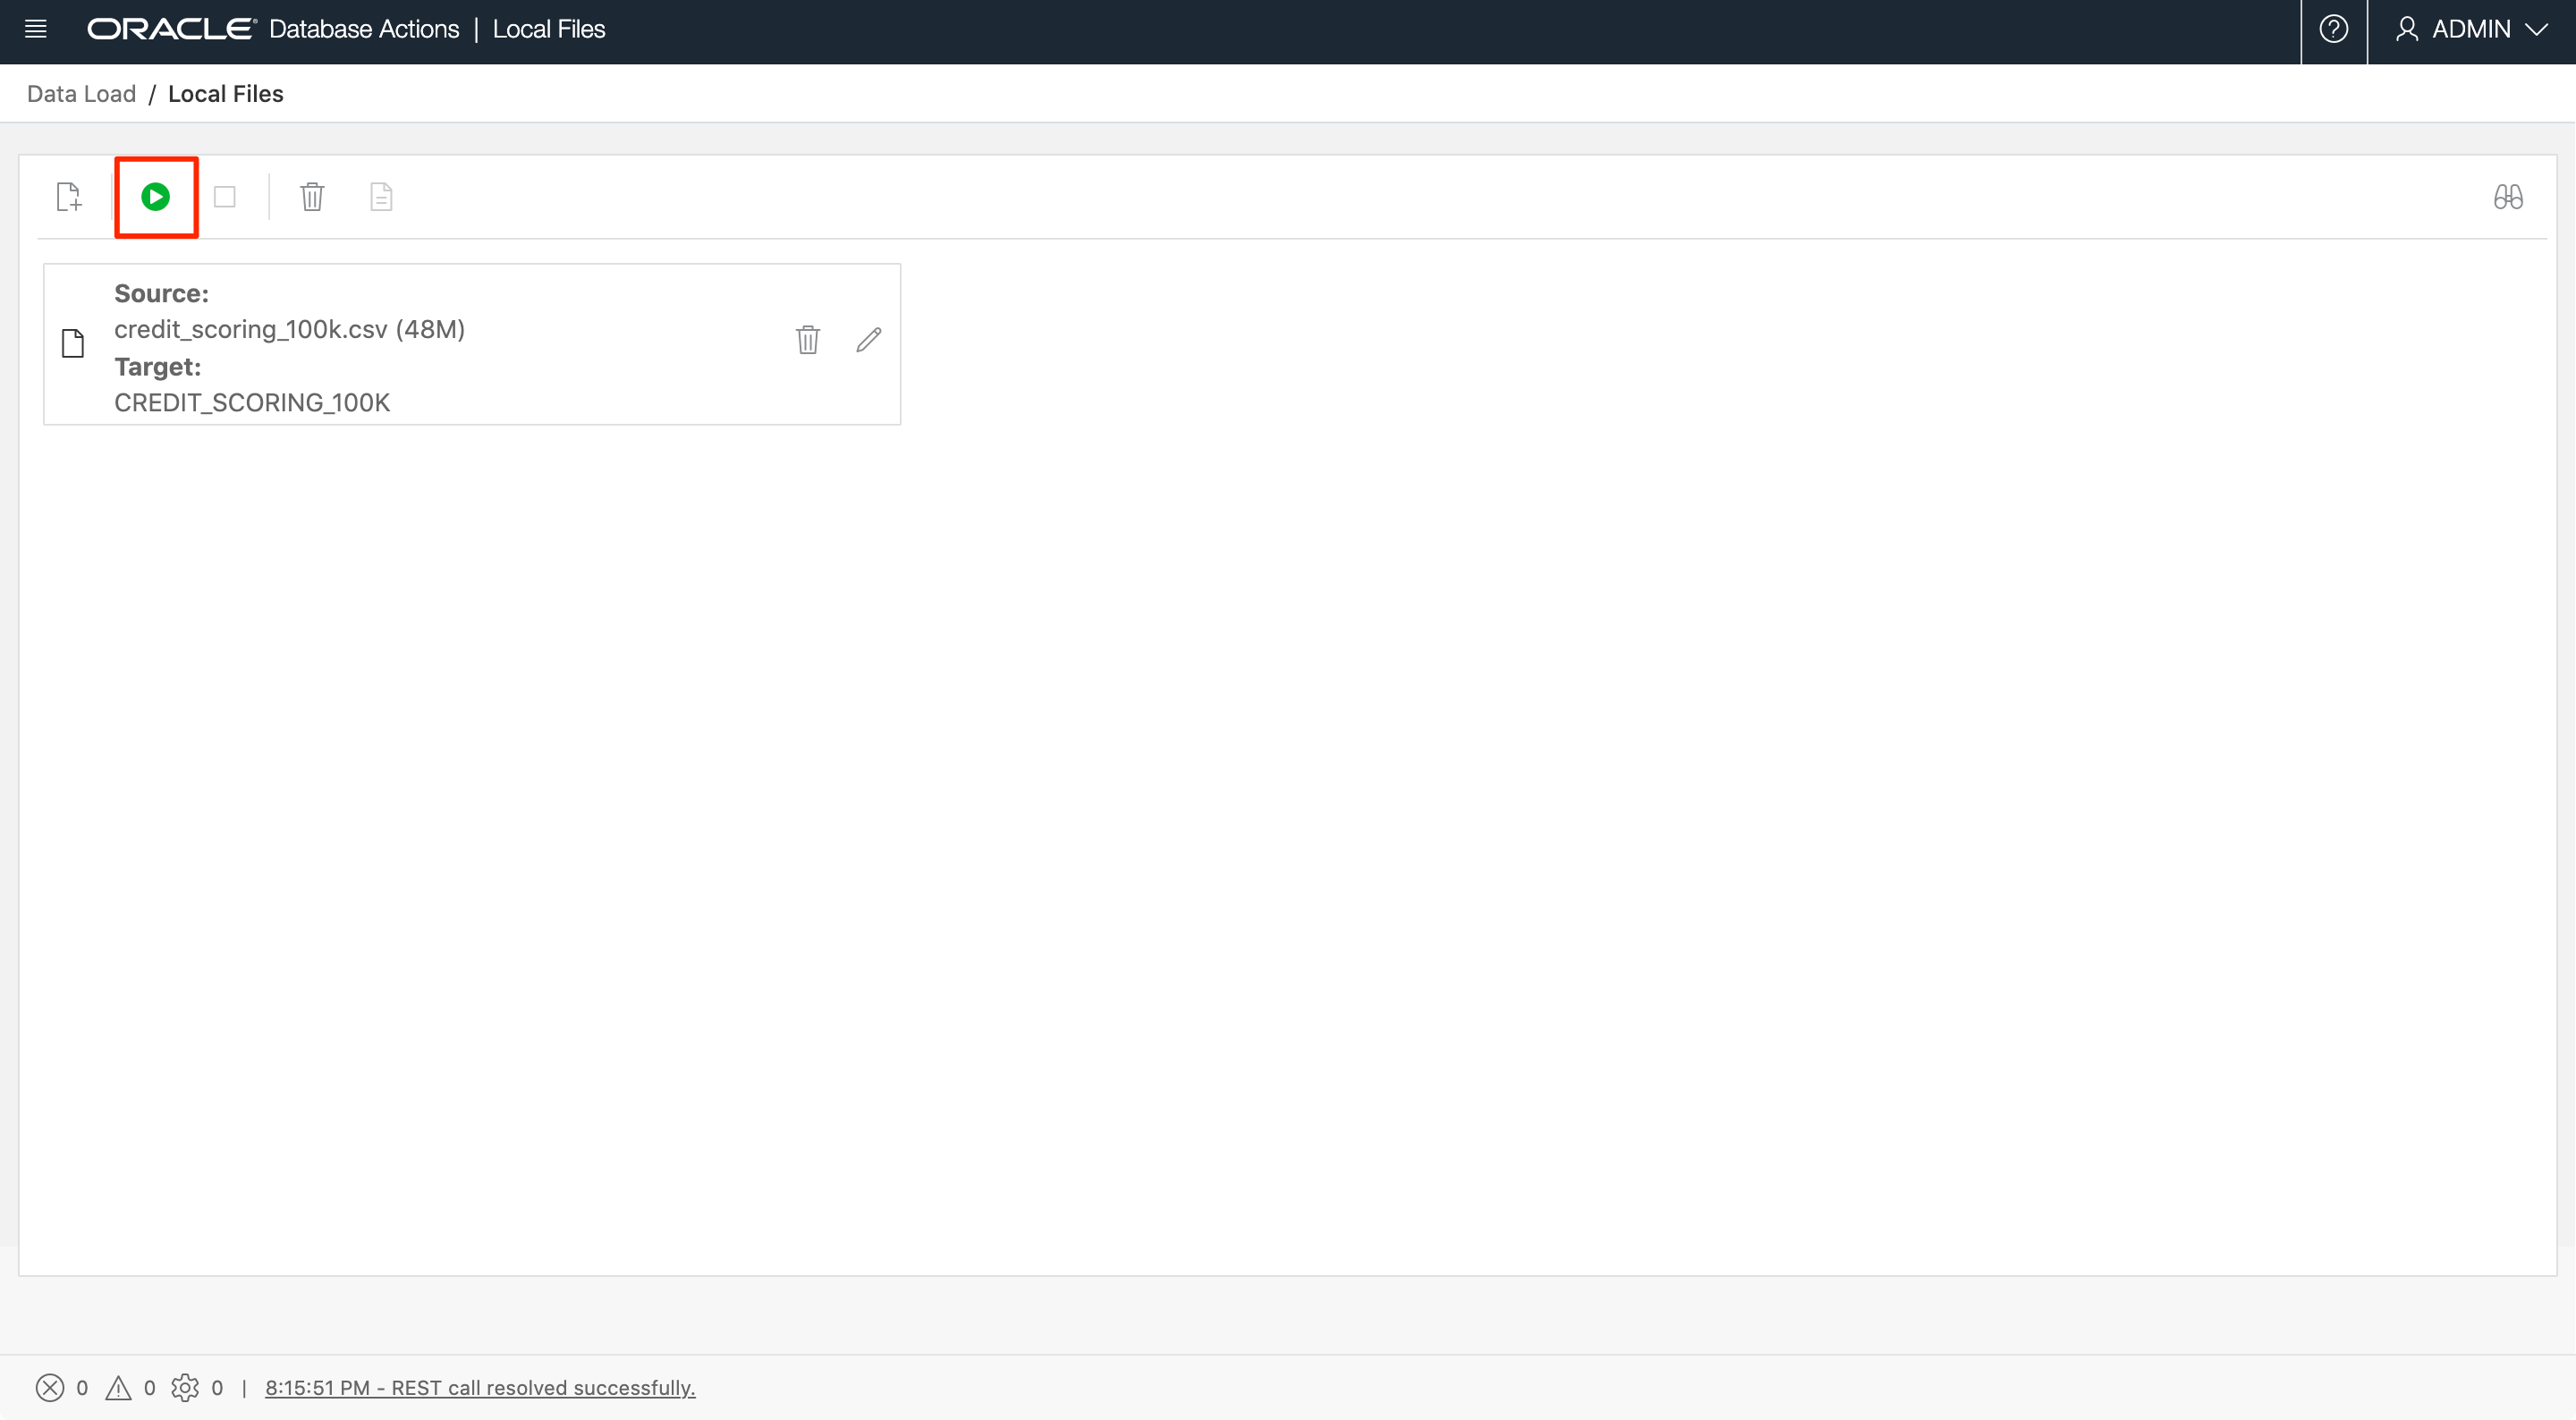 ORACLE Database Actions | Local Files
ADMIN
Data Load / Local Files
Source:
credit_scoring_100k.csv (48M)
Target:
CREDIT_SCORING_100K
0 0 0 | 8:15:51 PM - REST call resolved successfully.